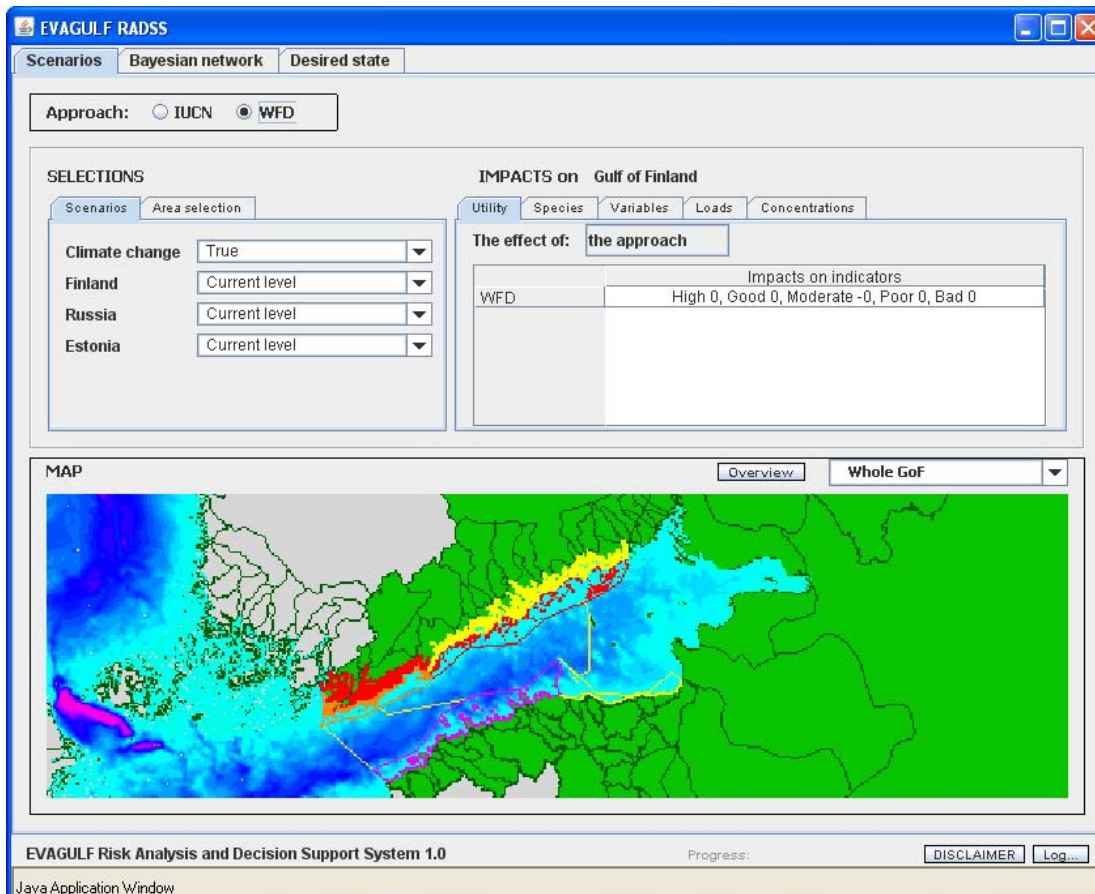 EVAGULF RADSS
Scenarios Bayesian network Desired state
Approach: IUCN WFD
SELECTIONS
Scenarios Area selection
Climate change True
Finland Current level
Russia Current level
Estonia Current level
IMPACTS on Gulf of Finland
Utility Species Variables Loads Concentrations
The effect of: the approach
Impacts on indicators
WFD High 0, Good 0, Moderate -0, Poor 0, Bad 0
MAP Overview Whole GoF
EVAGULF Risk Analysis and Decision Support System 1.0 Progress: DISCLAIMER Log...
Java Application Window